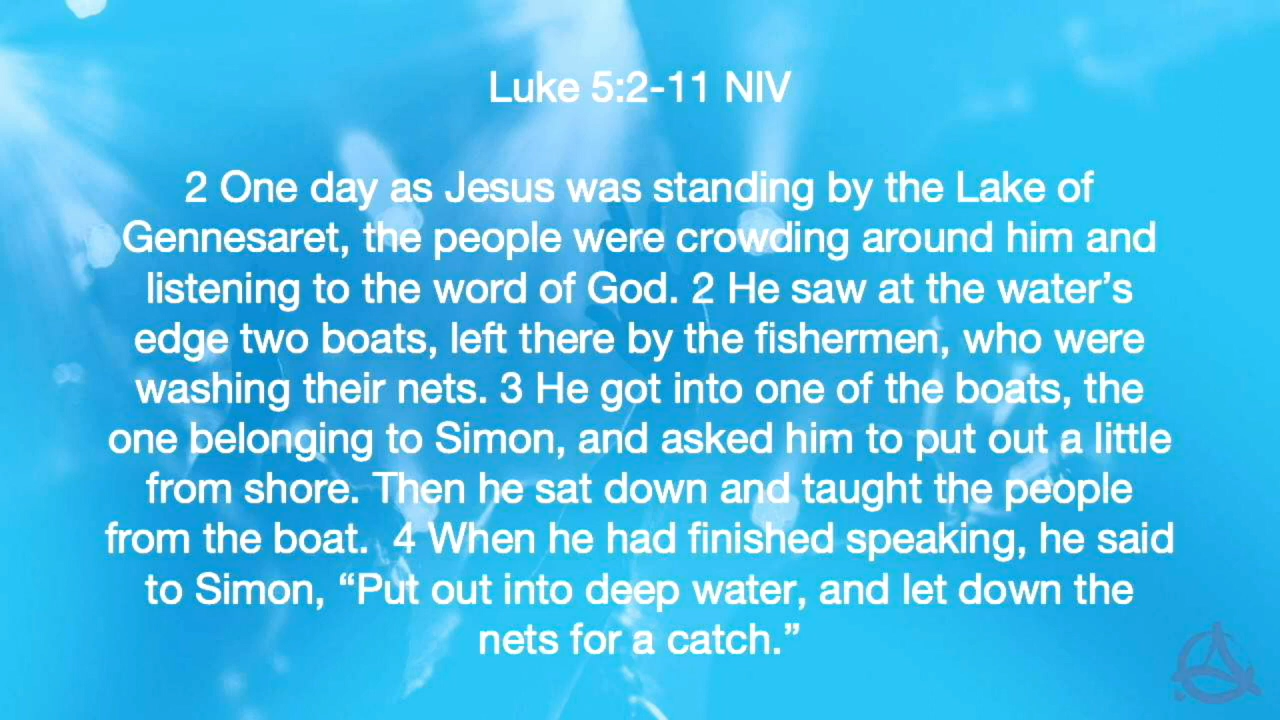 Luke 5:2-11 NIV
2 One day as Jesus was standing by the Lake of
Gennesaret, the people were crowding around him and
listening to the word of God. 2 He saw at the water’s
edge two boats, left there by the fishermen, who were
washing their nets. 3 He got into one of the boats, the
one belonging to Simon, and asked him to put out a little
from shore. Then he sat down and taught the people
from the boat.  4 When he had finished speaking, he said
to Simon, “Put out into deep water, and let down the
nets for a catch.”